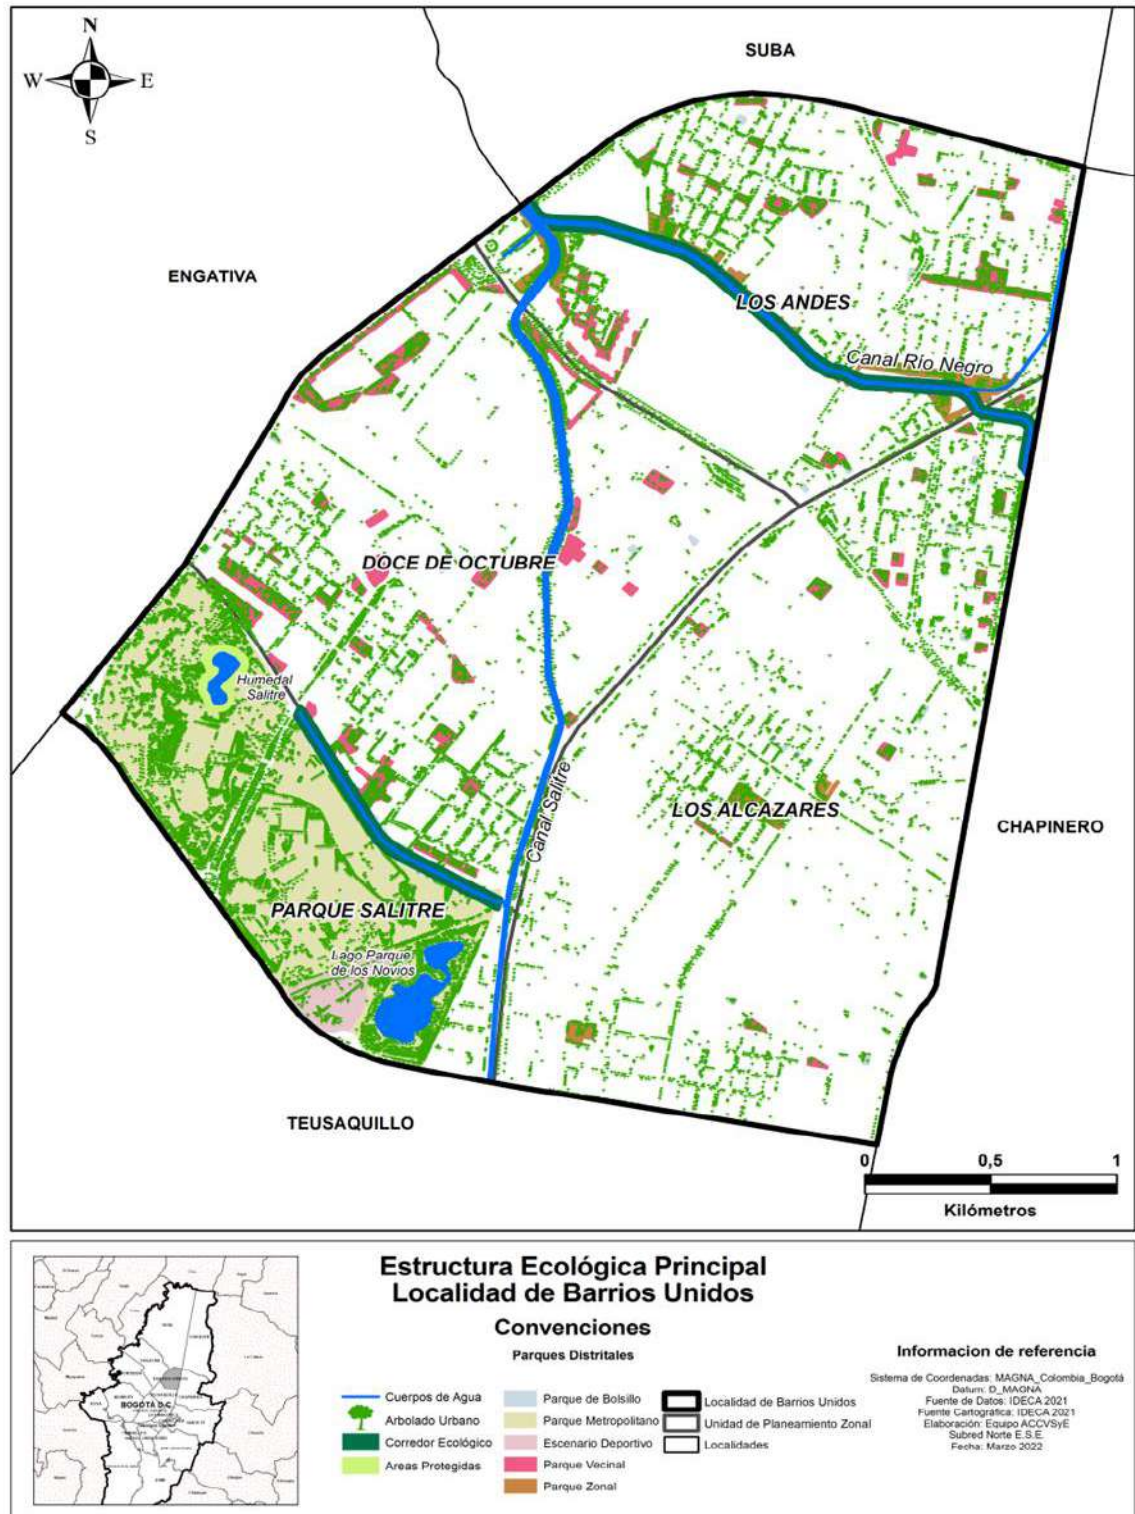 N
W E
S
SUBA
ENGATIVA
LOS ANDES
Canal Río Negro
DOCE DE OCTUBRE
Humedal
Salitre
Canal Salitre
LOS ALCAZARES
CHAPINERO
PARQUE SALITRE
Lago Parque
de los Novios
TEUSAQUILLO
0 0,5 1
Kilómetros
Estructura Ecológica Principal
Localidad de Barrios Unidos
Convenciones
Parques Distritales
Cuerpos de Agua
Arbolado Urbano
Corredor Ecológico
Areas Protegidas
Parque de Bolsillo
Parque Metropolitano
Escenario Deportivo
Parque Vecinal
Parque Zonal
Localidad de Barrios Unidos
Unidad de Planeamiento Zonal
Localidades
Informacion de referencia
Sistema de Coordenadas: MAGNA_Colombia_Bogotá
Datum: D_MAGNA
Fuente de Datos: IDECA 2021
Fuente Cartográfica: IDECA 2021
Elaboración: Equipo ACCVSyE
Subred Norte E.S.E.
Fecha: Marzo 2022
BOGOTÁ D.C.